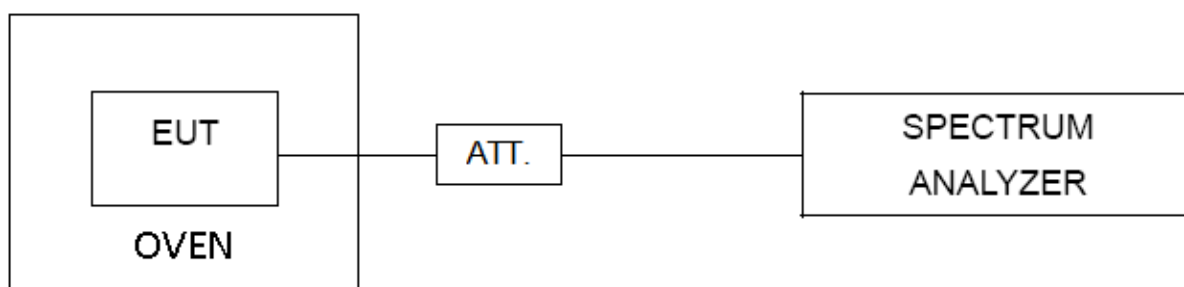 EUT
OVEN
ATT.
SPECTRUM
ANALYZER